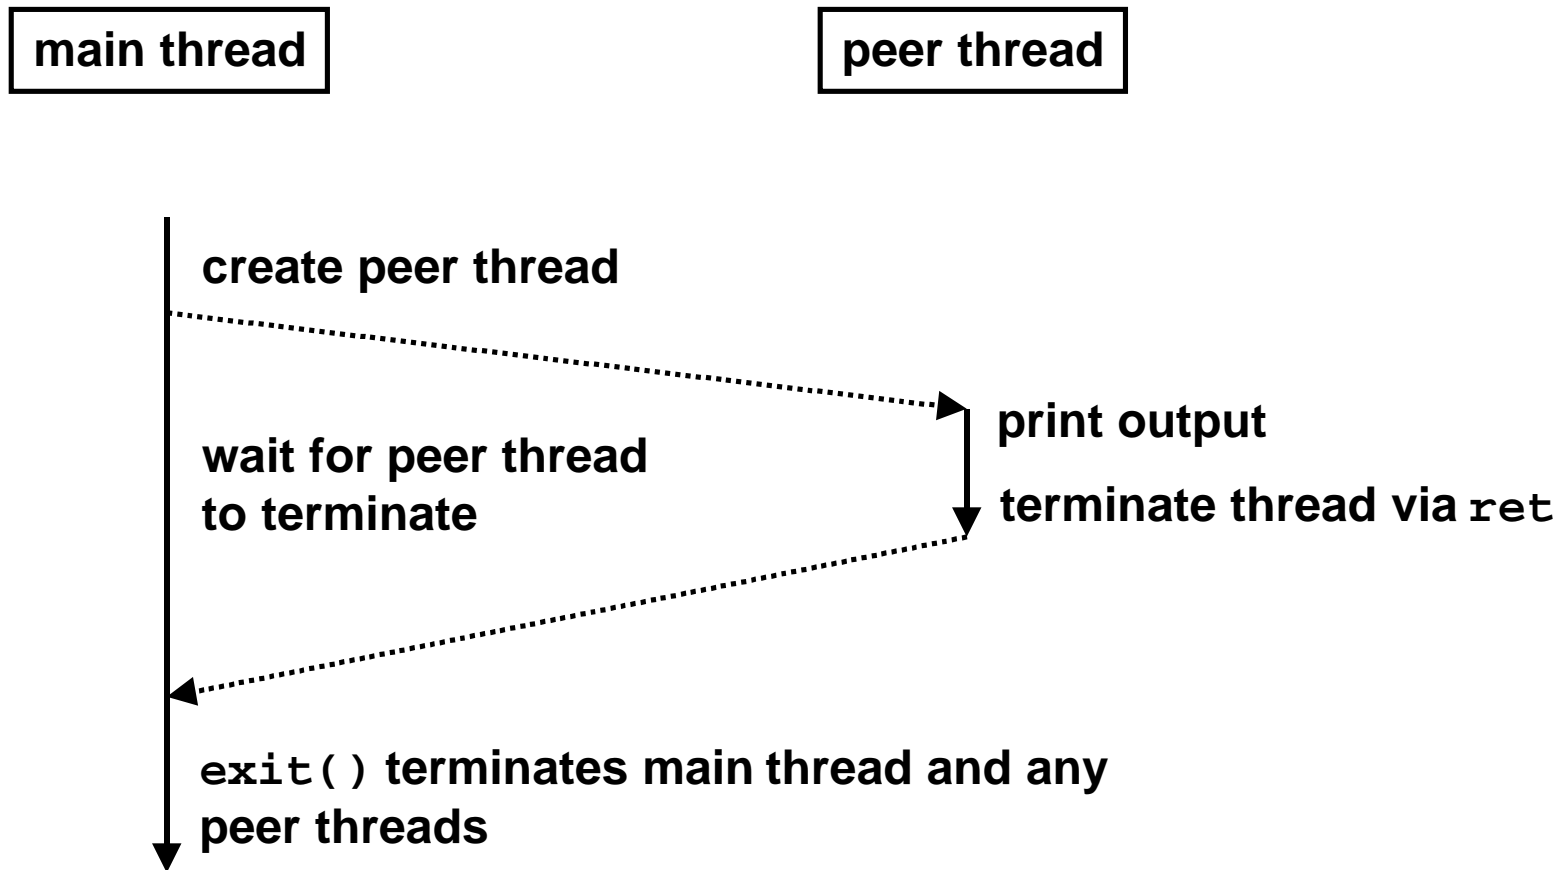 main thread
peer thread
create peer thread
print output
wait for peer thread
to terminate
terminate thread via ret
exit() terminates main thread and any
peer threads